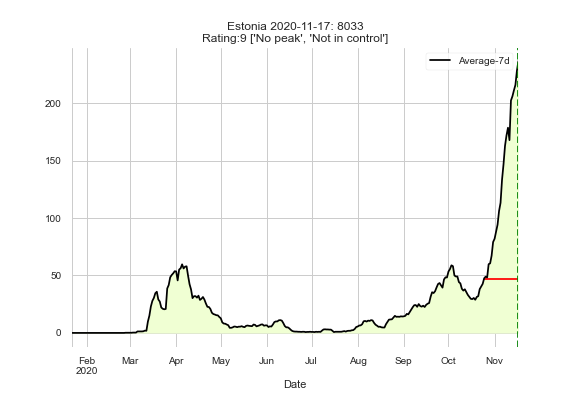 Estonia 2020-11-17: 8033
Rating:9 ['No peak', 'Not in control']
Average-7d
200
150
100
50
0
Feb Mar Apr May Jun Jul Aug Sep Oct Nov
2020
Date